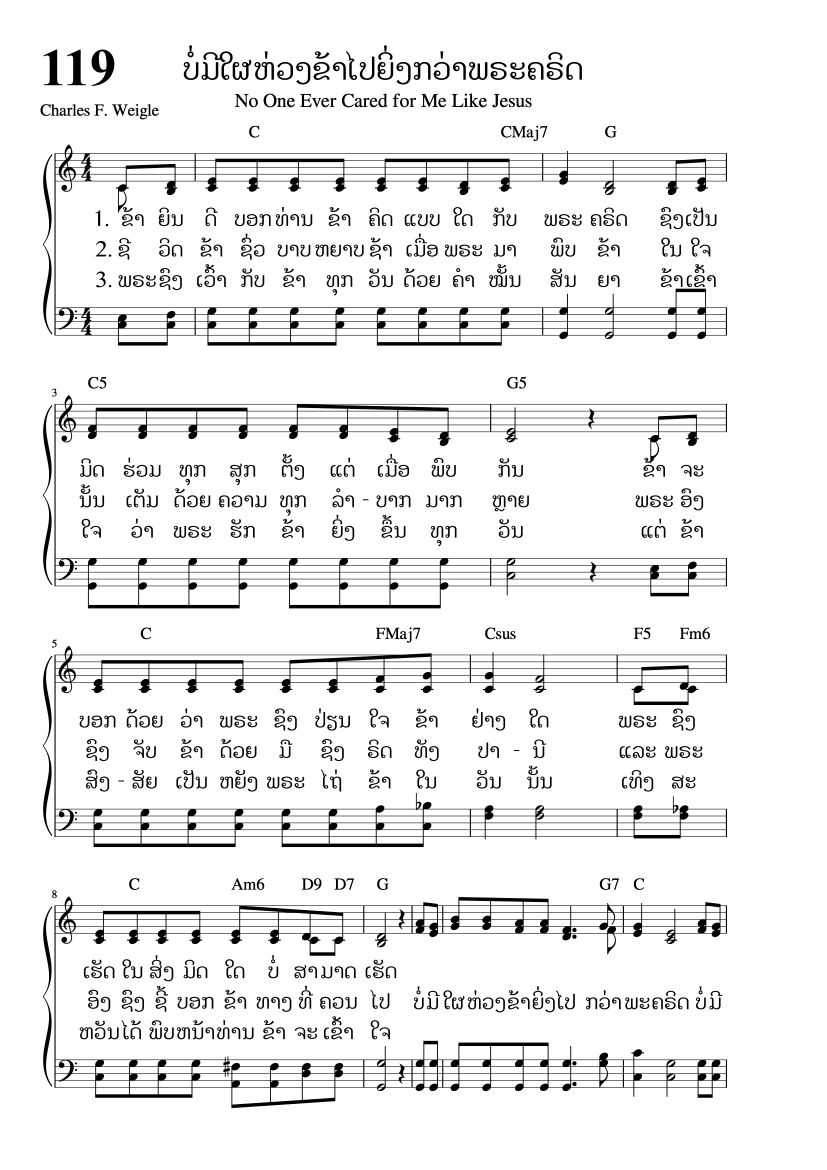 119
ບໍ່ມີໃຜຫ່ວງຂ້າໄປຍິ່ງກວ່າພຣະຄຣິດ
No One Ever Cared for Me Like Jesus
Charles F. Weigle
C CMaj7 G
1. ຂ້າ ຍິນ ດີ ບອກ ທ່ານ ຂ້າ ຄິດ ແບບ ໃດ ກັບ ພຣະ ຄຣິດ ຊົງເປັນ
2. ຊີ ວິດ ຂ້າ ຊົ່ວ ບາບ ຫຍາບ ຊ້າ ເມື່ອ ພຣະ ມາ ພົບ ຂ້າ ໃນ ໃຈ
3. ພຣະຊົງ ເວົ້າ ກັບ ຂ້າ ທຸກ ວັນ ດ້ວຍ ຄຳ ໝັ້ນ ສັນ ຍາ ຂ້າເຂົ້າ
3
C5 G5
ມິດ ຮ່ວມ ທຸກ ສຸກ ຕັ້ງ ແຕ່ ເມື່ອ ພົບ ກັນ ຂ້າ ຈະ
ນັ້ນ ເຕັມ ດ້ວຍ ຄວາມ ທຸກ ລຳ - ບາກ ມາກ ຫຼາຍ ພຣະ ອົງ
ໃຈ ວ່າ ພຣະ ຮັກ ຂ້າ ຍິ່ງ ຂຶ້ນ ທຸກ ວັນ ແຕ່ ຂ້າ
5
C FMaj7 Csus F5 Fm6
ບອກ ດ້ວຍ ວ່າ ພຣະ ຊົງ ປ່ຽນ ໃຈ ຂ້າ ຢ່າງ ໃດ ພຣະ ຊົງ
ຊົງ ຈັບ ຂ້າ ດ້ວຍ ມື ຊົງ ຣິດ ທັງ ປາ - ນີ ແລະ ພຣະ
ສົງ - ສັຍ ເປັນ ຫຍັງ ພຣະ ໄຖ່ ຂ້າ ໃນ ວັນ ນັ້ນ ເທິງ ສະ
8
C Am6 D9 D7 G G7 C
ເຮັດ ໃນ ສິ່ງ ມິດ ໃດ ບໍ່ ສາມາດ ເຮັດ
ອົງ ຊົງ ຊີ້ ບອກ ຂ້າ ທາງ ທີ່ ຄວນ ໄປ ບໍ່ມີ ໃຜຫ່ວງຂ້າຍິ່ງໄປ ກວ່າ ພະຄຣິດ ບໍ່ມີ
ຫວັນໄດ້ ພົບຫນ້າທ່ານ ຂ້າ ຈະ ເຂົ້າ ໃຈ